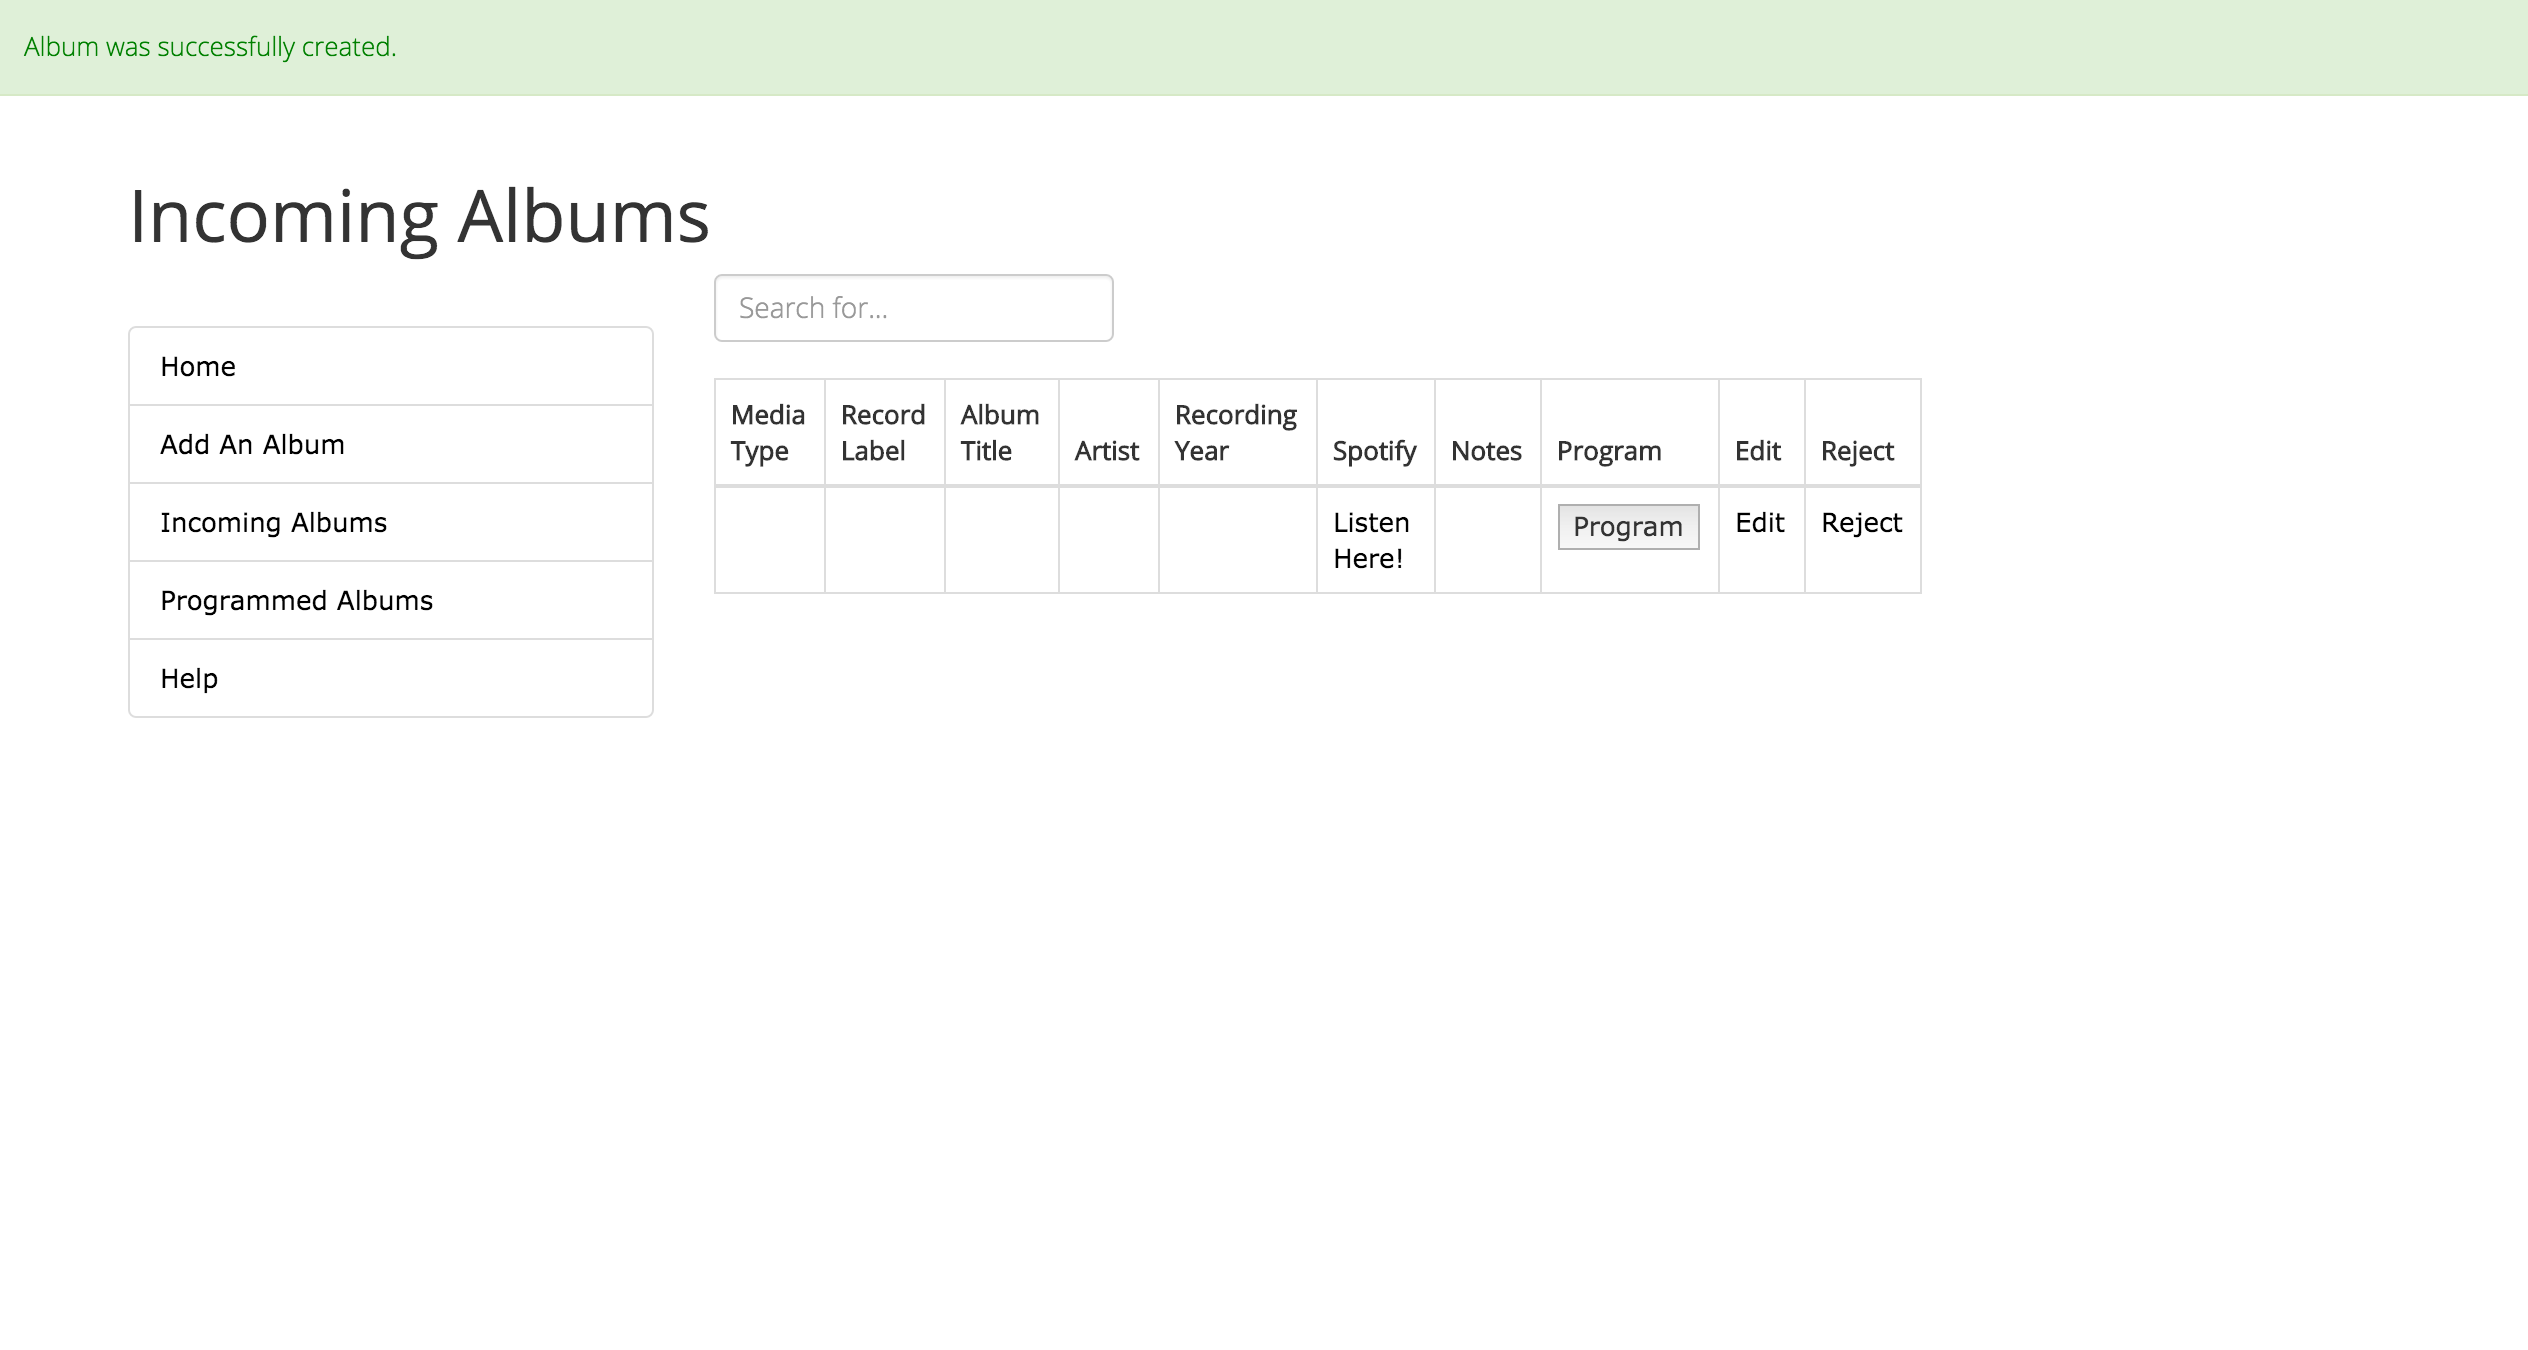 Album was successfully created.
Incoming Albums
Search for...
Home
Add An Album
Incoming Albums
Programmed Albums
Help
Media Type Record Label Album Title Artist Recording Year Spotify Notes Program Edit Reject
Listen Here! Program Edit Reject